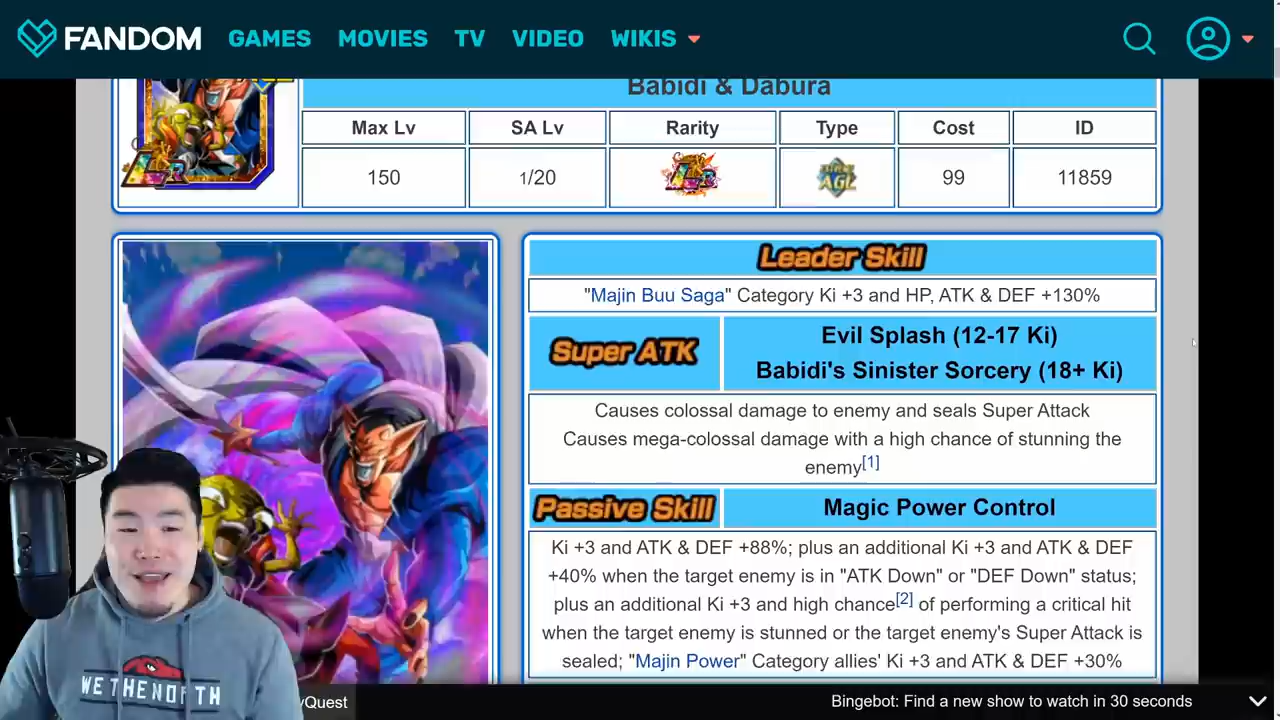 FANDOM GAMES MOVIES TV VIDEO WIKIS
Babidi & Dabura
Max Lv SA Lv Rarity Type Cost ID
150 1/20 LR SUPER AGL 99 11859
LR
Leader Skill
"Majin Buu Saga" Category Ki +3 and HP, ATK & DEF +130%
Super ATK
Evil Splash (12-17 Ki)
Babidi's Sinister Sorcery (18+ Ki)
Causes colossal damage to enemy and seals Super Attack
Causes mega-colossal damage with a high chance of stunning the
enemy[1]
Passive Skill
Magic Power Control
Ki +3 and ATK & DEF +88%; plus an additional Ki +3 and ATK & DEF
+40% when the target enemy is in "ATK Down" or "DEF Down" status;
plus an additional Ki +3 and high chance[2] of performing a critical hit
when the target enemy is stunned or the target enemy's Super Attack is
sealed; "Majin Power" Category allies' Ki +3 and ATK & DEF +30%
WE THE NORTH
yQuest
Bingebot: Find a new show to watch in 30 seconds